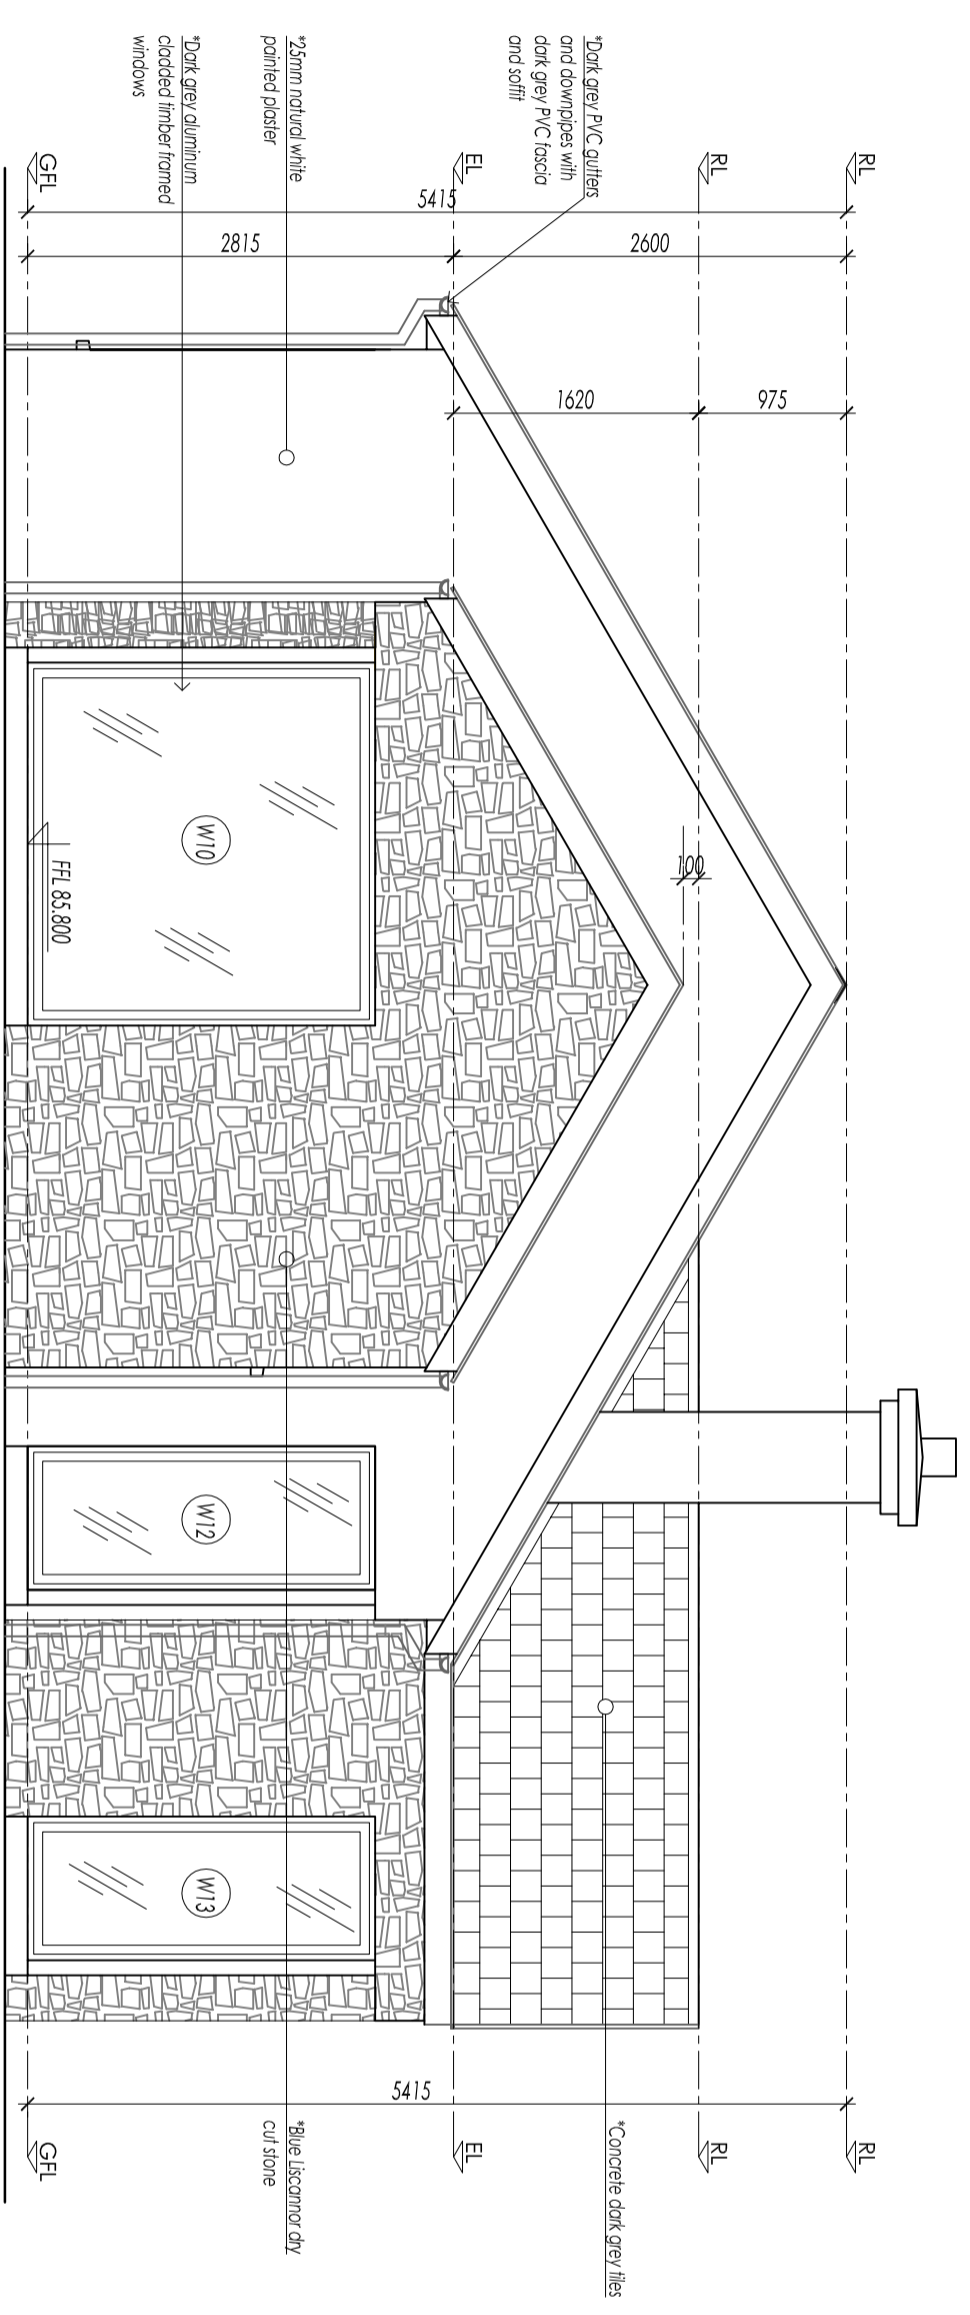 *Dark grey PVC gutters
and downpipes with
dark grey PVC fascia
and soffit
*25mm natural white
painted plaster
*Dark grey aluminum
cladded timber framed
windows
RL
RL
EL
GFL
5415
2600
2815
975
1620
100
W10
FFL 85.800
W12
W13
5415
RL
RL
EL
GFL
*Concrete dark grey tiles
*Blue Liscannor dry
cut stone